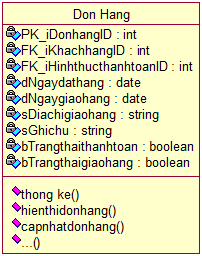 Don Hang
PK_iDonhangID : int
FK_iKhachhangID : int
FK_iHinhthucthanhtoanID : int
dNgaydathang : date
dNgaygiaohang : date
sDiachigiaohang : string
sGhichu : string
bTrangthaithanhtoan : boolean
bTrangthaigiaohang : boolean
thong ke()
hienthidonhang()
capnhatdonhang()
...()